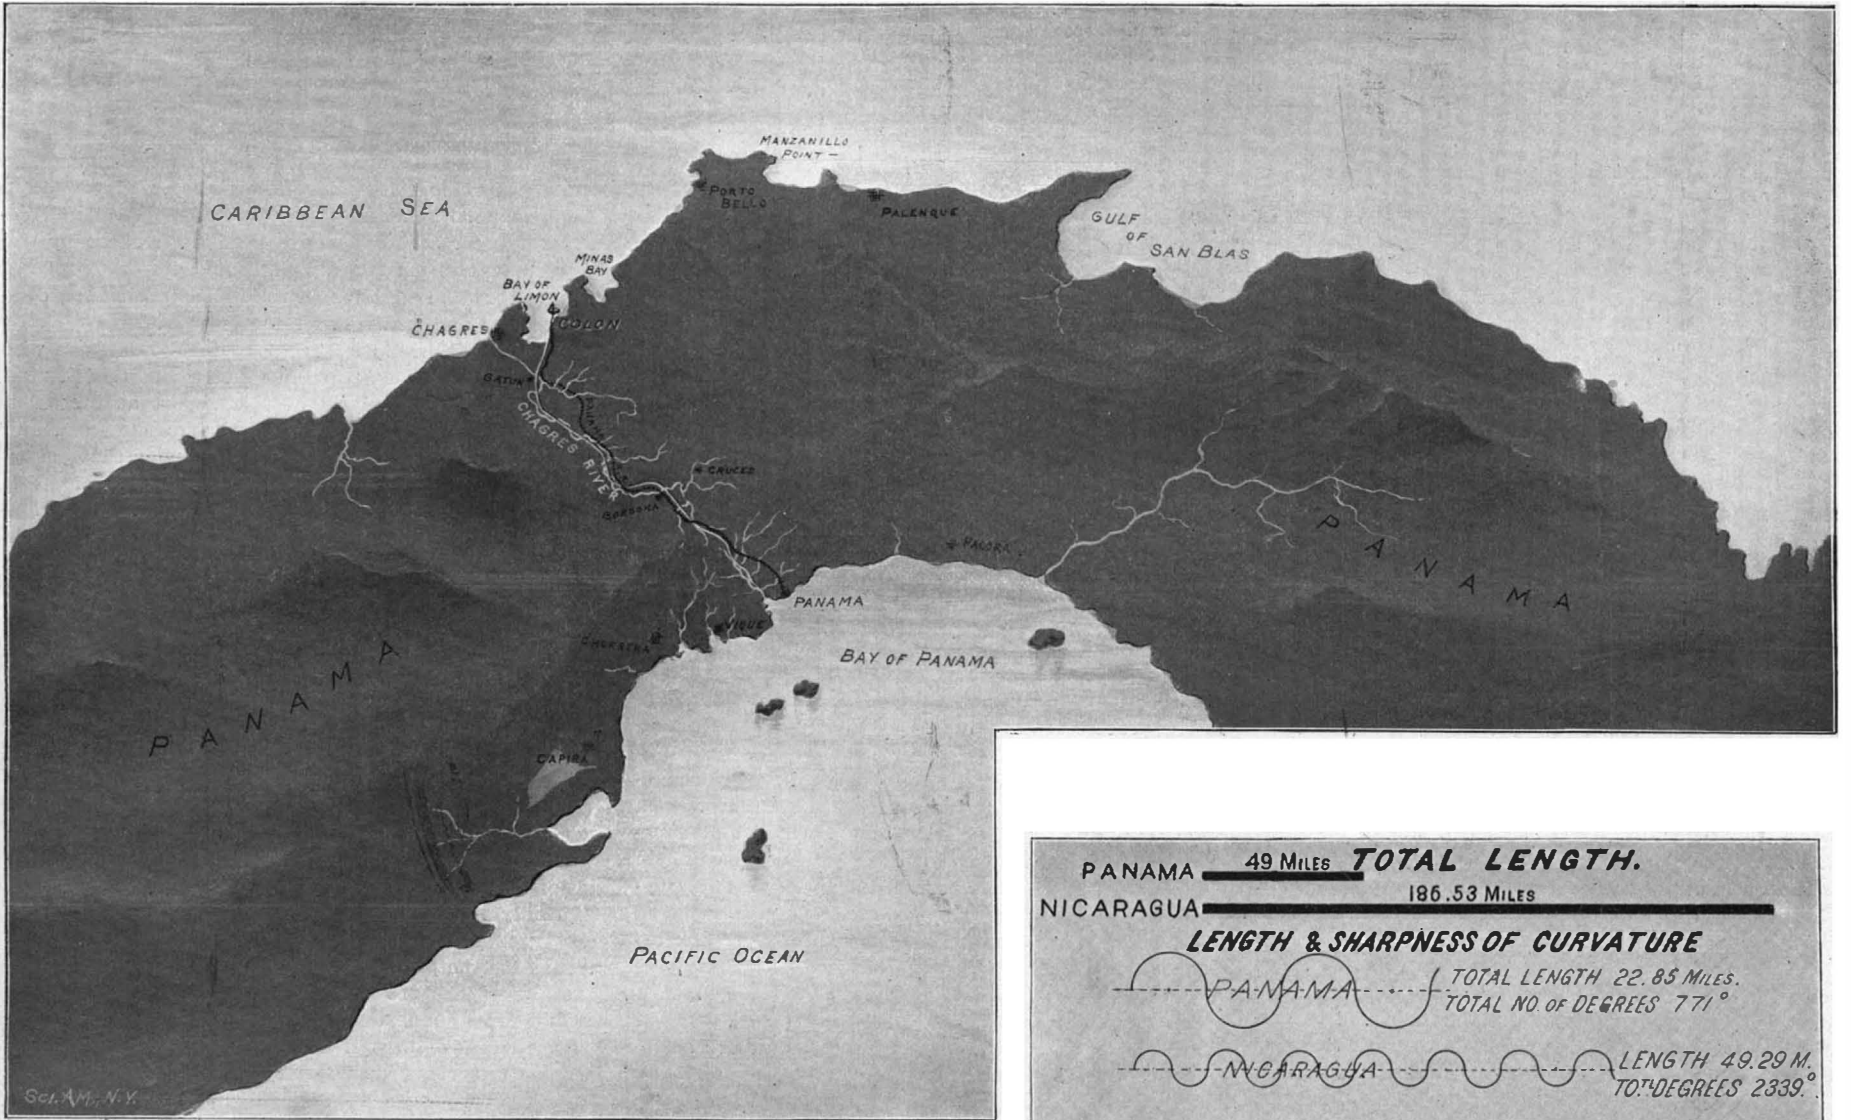 MANZANILLO
POINT
PORTO
BELLO
PALENQUE
CARIBBEAN SEA
GULF
OF
SAN BLAS
MINAS
BAY
BAY OF
LIMON
COLON
CHAGRES
GATUN
CHAGRES RIVER
CRUCES
GORGONA
PACORA
PANAMA
PANAMA
VIQUE
CHORRERA
BAY OF PANAMA
PANAMA
CAPIRA
PACIFIC OCEAN
SCI. AM. N.Y.
PANAMA 49 MILES TOTAL LENGTH.
NICARAGUA 186.53 MILES
LENGTH & SHARPNESS OF CURVATURE
PANAMA TOTAL LENGTH 22.85 MILES.
TOTAL NO. OF DEGREES 771°
NICARAGUA LENGTH 49.29 M.
TOT'L DEGREES 2339.°